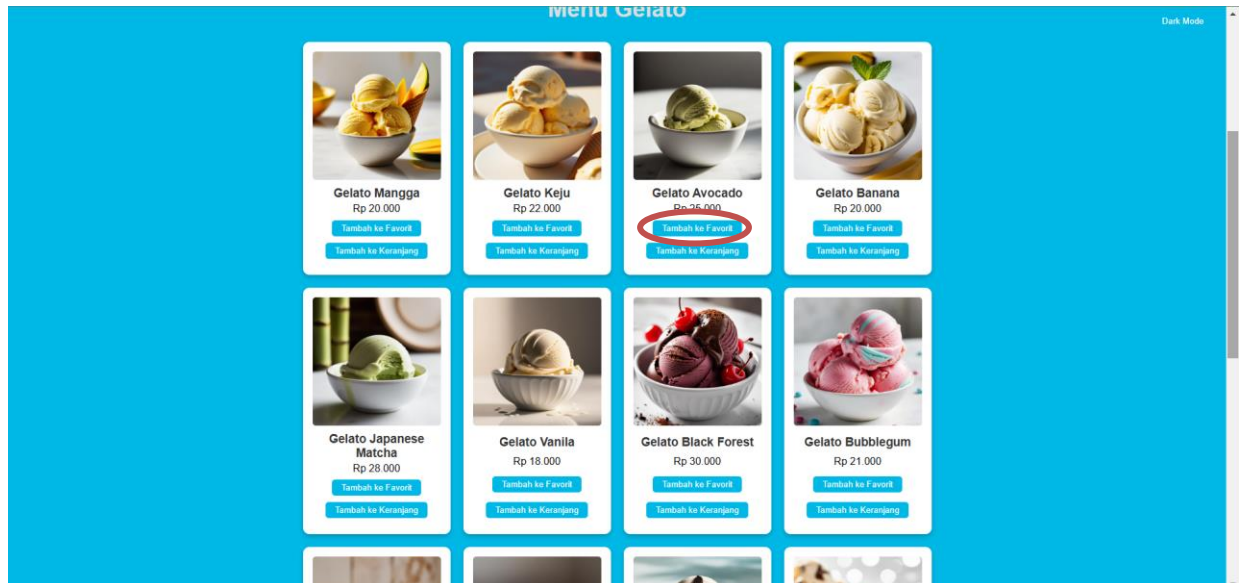 Menu Gelato
Dark Mode
Gelato Mangga
Rp 20.000
Tambah ke Favorit
Tambah ke Keranjang
Gelato Keju
Rp 22.000
Tambah ke Favorit
Tambah ke Keranjang
Gelato Avocado
Rp 25.000
Tambah ke Favorit
Tambah ke Keranjang
Gelato Banana
Rp 20.000
Tambah ke Favorit
Tambah ke Keranjang
Gelato Japanese
Matcha
Rp 28.000
Tambah ke Favorit
Tambah ke Keranjang
Gelato Vanila
Rp 18.000
Tambah ke Favorit
Tambah ke Keranjang
Gelato Black Forest
Rp 30.000
Tambah ke Favorit
Tambah ke Keranjang
Gelato Bubblegum
Rp 21.000
Tambah ke Favorit
Tambah ke Keranjang